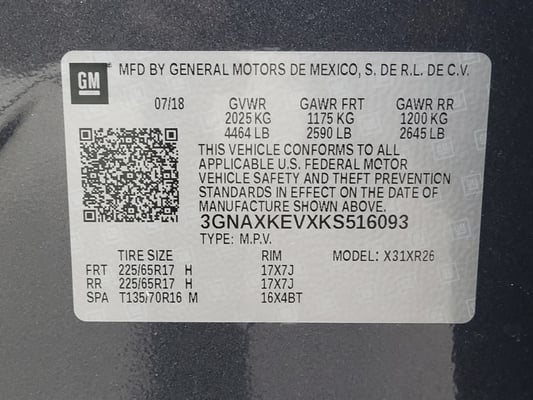 GM MFD BY GENERAL MOTORS DE MEXICO, S. DE R.L. DE C.V.
07/18 GVWR GAWR FRT GAWR RR
2025 KG 1175 KG 1200 KG
4464 LB 2590 LB 2645 LB
THIS VEHICLE CONFORMS TO ALL
APPLICABLE U.S. FEDERAL MOTOR
VEHICLE SAFETY AND THEFT PREVENTION
STANDARDS IN EFFECT ON THE DATE OF
MANUFACTURE SHOWN ABOVE.
3GNAXKEVXKS516093
TYPE: M.P.V.
TIRE SIZE RIM MODEL: X31XR26
FRT 225/65R17 H 17X7J
RR 225/65R17 H 17X7J
SPA T135/70R16 M 16X4BT